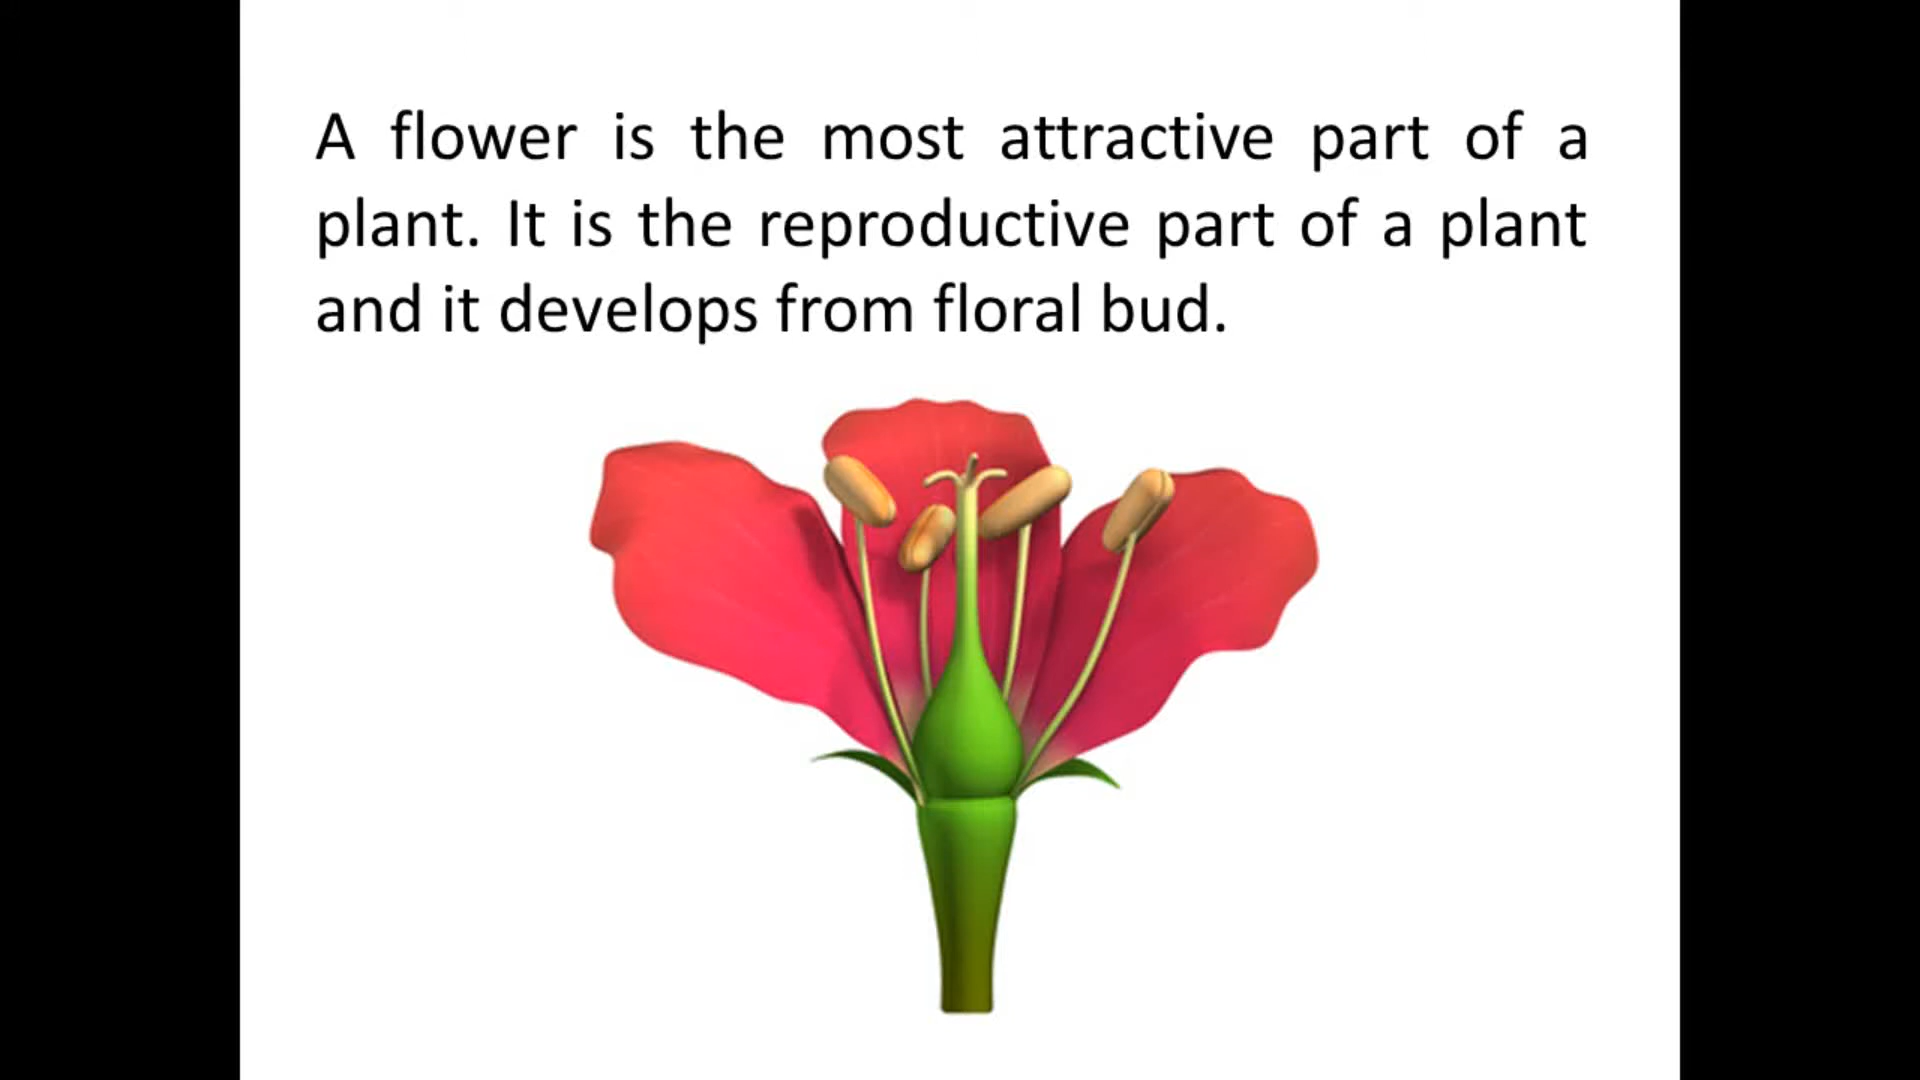 A flower is the most attractive part of a
plant. It is the reproductive part of a plant
and it develops from floral bud.